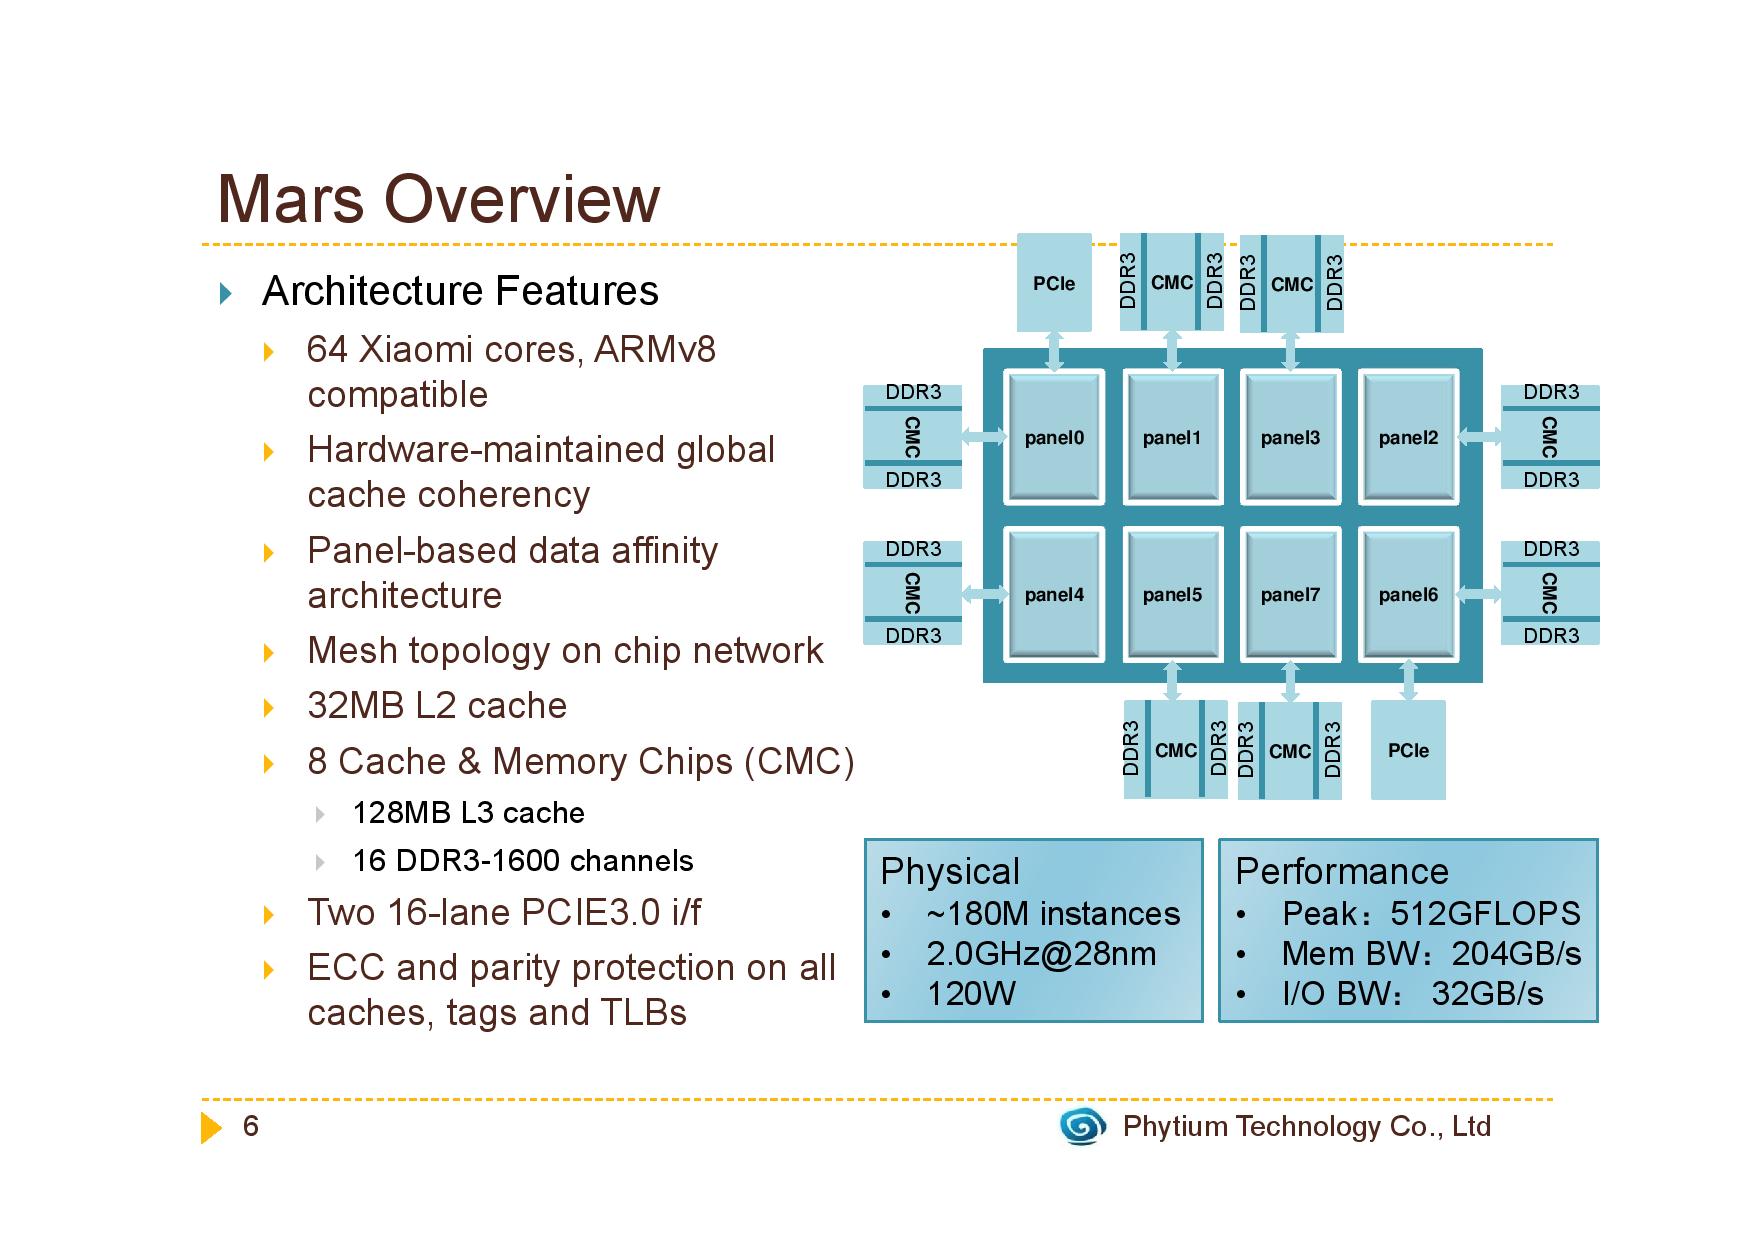 Mars Overview
Architecture Features
64 Xiaomi cores, ARMv8
compatible
Hardware-maintained global
cache coherency
Panel-based data affinity
architecture
Mesh topology on chip network
32MB L2 cache
8 Cache & Memory Chips (CMC)
128MB L3 cache
16 DDR3-1600 channels
Two 16-lane PCIE3.0 i/f
ECC and parity protection on all
caches, tags and TLBs
PCIe
DDR3 CMC DDR3
DDR3 CMC DDR3
DDR3
CMC
DDR3
panel0 panel1 panel3 panel2
DDR3
CMC
DDR3
DDR3
CMC
DDR3
panel4 panel5 panel7 panel6
DDR3
CMC
DDR3
DDR3 CMC DDR3
DDR3 CMC DDR3
PCIe
Physical
• ~180M instances
• 2.0GHz@28nm
• 120W
Performance
• Peak：512GFLOPS
• Mem BW：204GB/s
• I/O BW： 32GB/s
6
Phytium Technology Co., Ltd